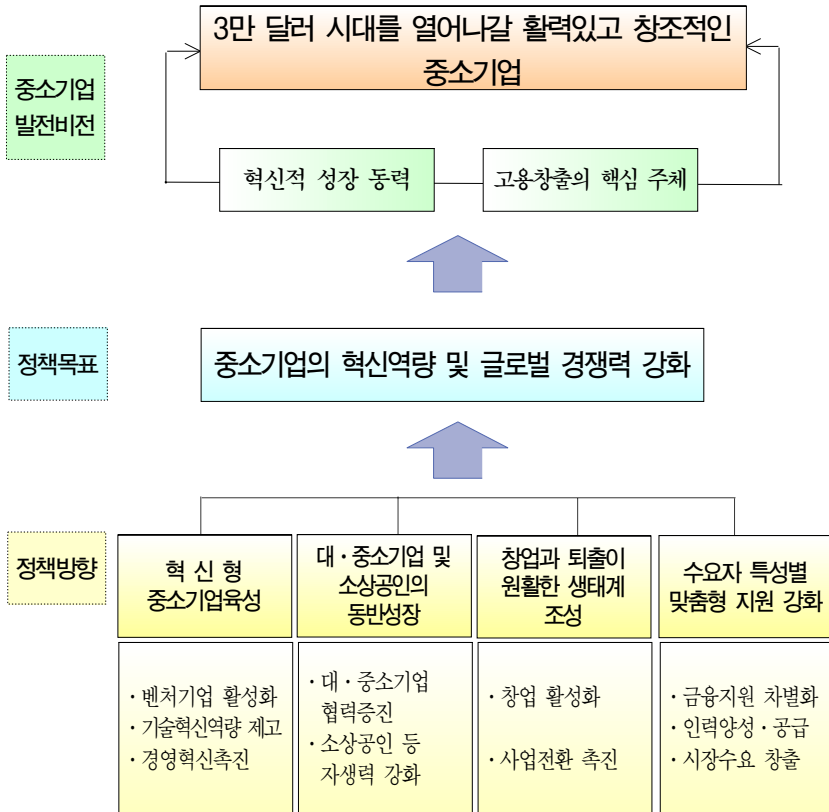 3만 달러 시대를 열어나갈 활력있고 창조적인
중소기업
중소기업
발전비전
혁신적 성장 동력
고용창출의 핵심 주체
정책목표
중소기업의 혁신역량 및 글로벌 경쟁력 강화
정책방향
혁 신 형
중소기업육성
대·중소기업 및
소상공인의
동반성장
창업과 퇴출이
원활한 생태계
조성
수요자 특성별
맞춤형 지원 강화
·벤처기업 활성화
·기술혁신역량 제고
·경영혁신촉진
·대·중소기업
협력증진
·소상공인 등
자생력 강화
·창업 활성화
·사업전환 촉진
·금융지원 차별화
·인력양성·공급
·시장수요 창출